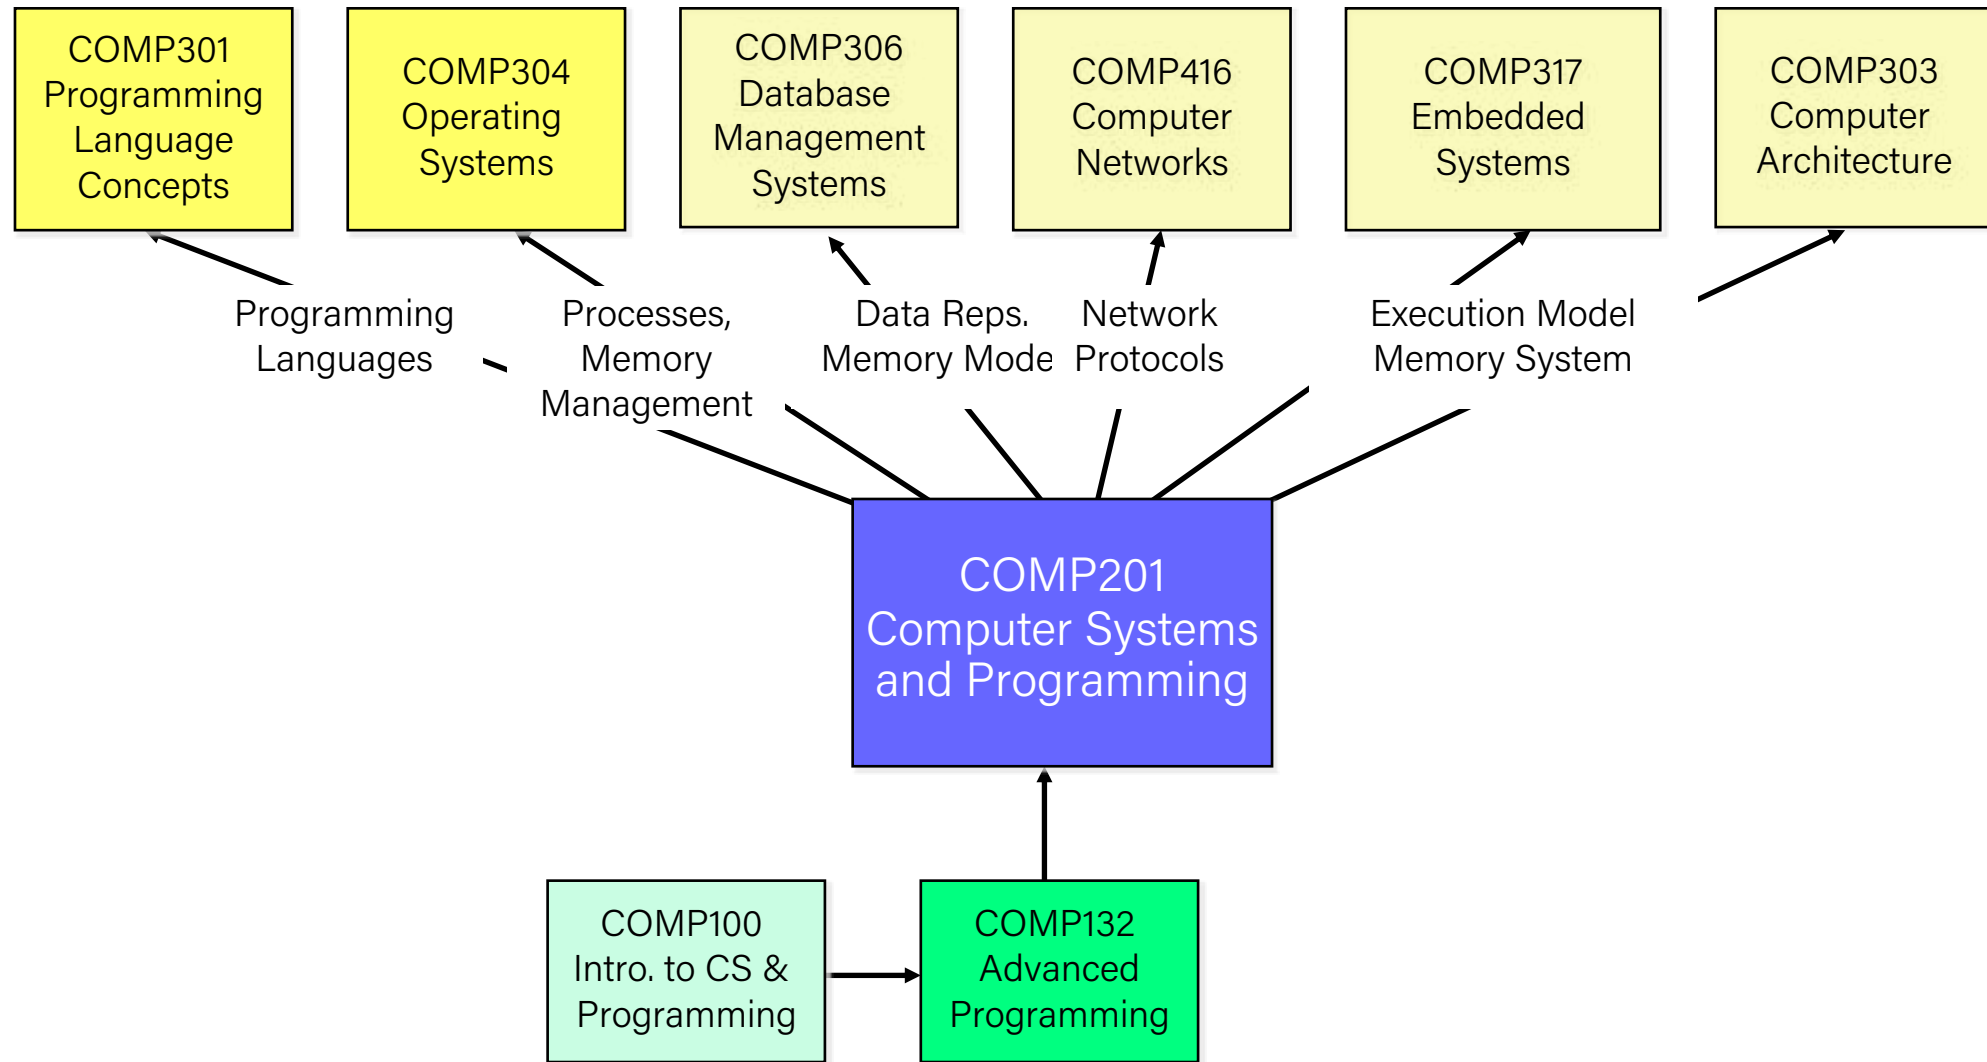 COMP301
Programming
Language
Concepts
COMP304
Operating
Systems
COMP306
Database
Management
Systems
COMP416
Computer
Networks
COMP317
Embedded
Systems
COMP303
Computer
Architecture
Programming
Languages
Processes,
Memory
Management
Data Reps.
Memory Mode
Network
Protocols
Execution Model
Memory System
COMP201
Computer Systems
and Programming
COMP100
Intro. to CS &
Programming
COMP132
Advanced
Programming